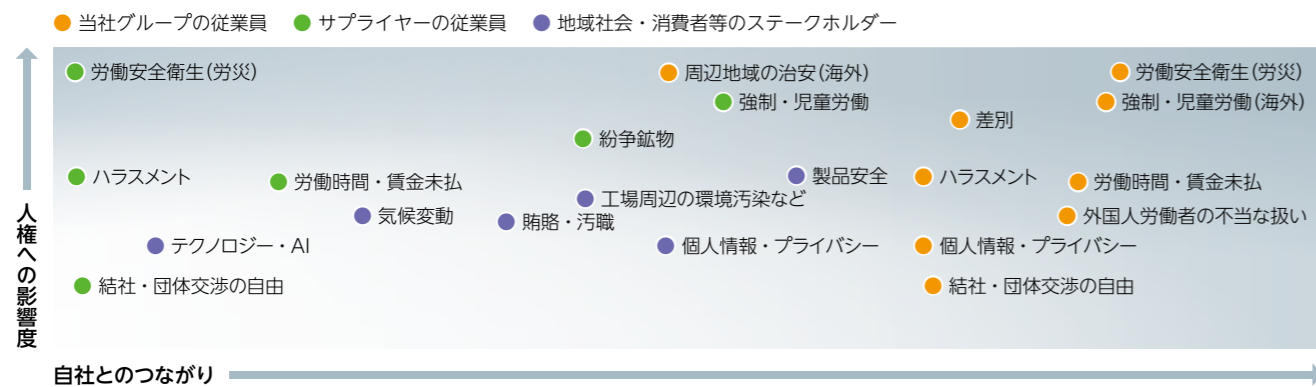 当社グループの従業員 サプライヤーの従業員 地域社会・消費者等のステークホルダー
人権への影響度
労働安全衛生(労災) 周辺地域の治安(海外) 労働安全衛生(労災)
強制・児童労働 強制・児童労働(海外)
差別
紛争鉱物
ハラスメント 労働時間・賃金未払 製品安全 ハラスメント 労働時間・賃金未払
工場周辺の環境汚染など
気候変動 賄賂・汚職 外国人労働者の不当な扱い
テクノロジー・AI 個人情報・プライバシー 個人情報・プライバシー
結社・団体交渉の自由 結社・団体交渉の自由
自社とのつながり